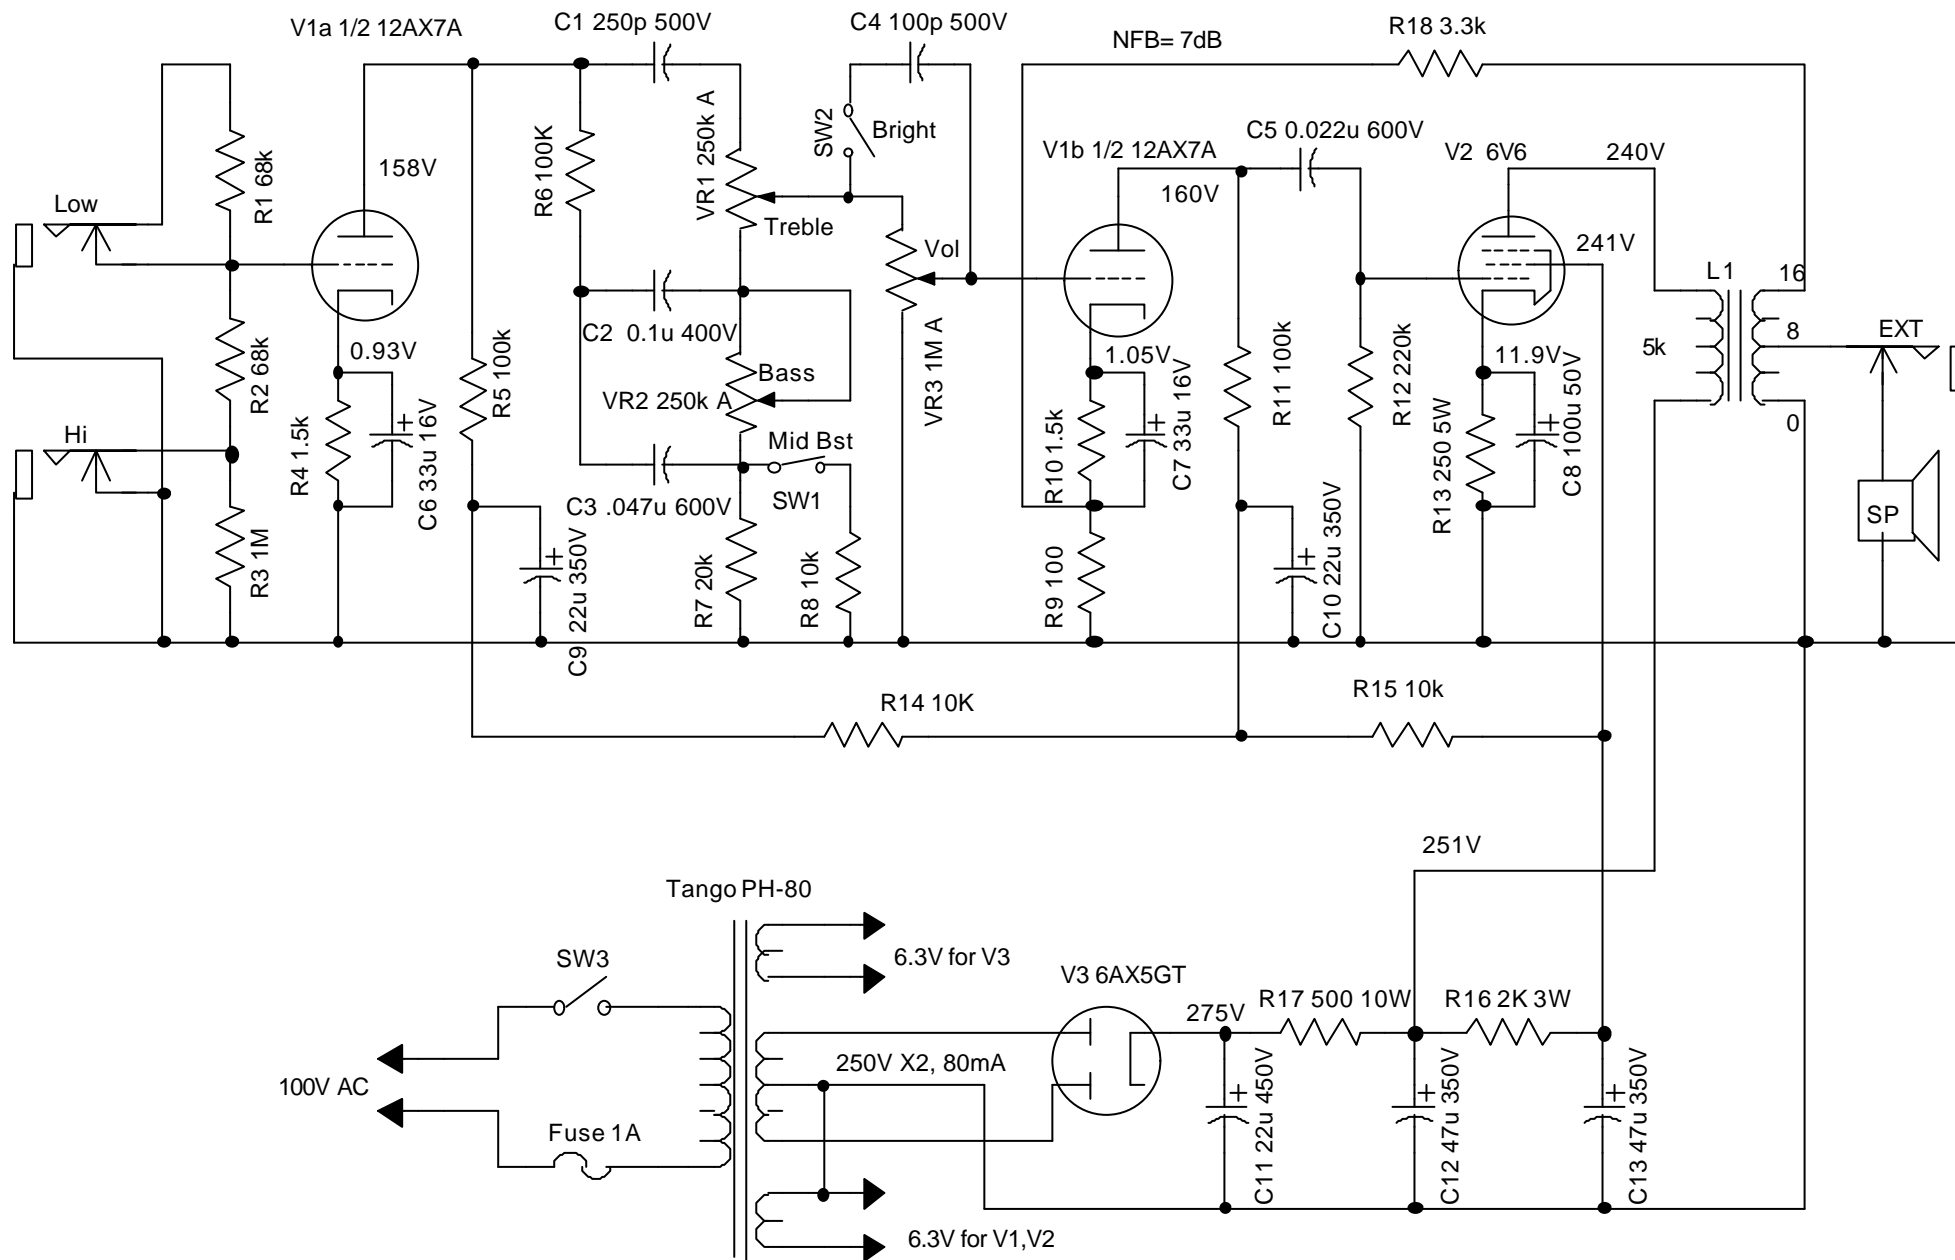 C1 250p 500V
C4 100p 500V
R18 3.3k
V1a 1/2 12AX7A
NFB= 7dB
R1 68k
158V
R6 100K
VR1 250k A
SW2
Bright
C5 0.022u 600V
V1b 1/2 12AX7A
160V
V2 6V6
240V
Low
Treble
Vol
241V
L1
16
C2 0.1u 400V
5k
8
EXT
0.93V
1.05V
11.9V
R2 68k
R5 100k
Bass
VR2 250k A
VR3 1M A
R11 100k
R12 220k
0
Hi
R4 1.5k
C6 33u 16V
Mid Bst
SW1
C3 .047u 600V
R10 1.5k
C7 33u 16V
R13 250 5W
C8 100u 50V
SP
R3 1M
C9 22u 350V
R7 20k
R8 10k
R9 100
C10 22u 350V
R14 10K
R15 10k
251V
Tango PH-80
6.3V for V3
SW3
V3 6AX5GT
275V
R17 500 10W
R16 2K 3W
250V X2, 80mA
100V AC
Fuse 1A
C11 22u 450V
C12 47u 350V
C13 47u 350V
6.3V for V1,V2